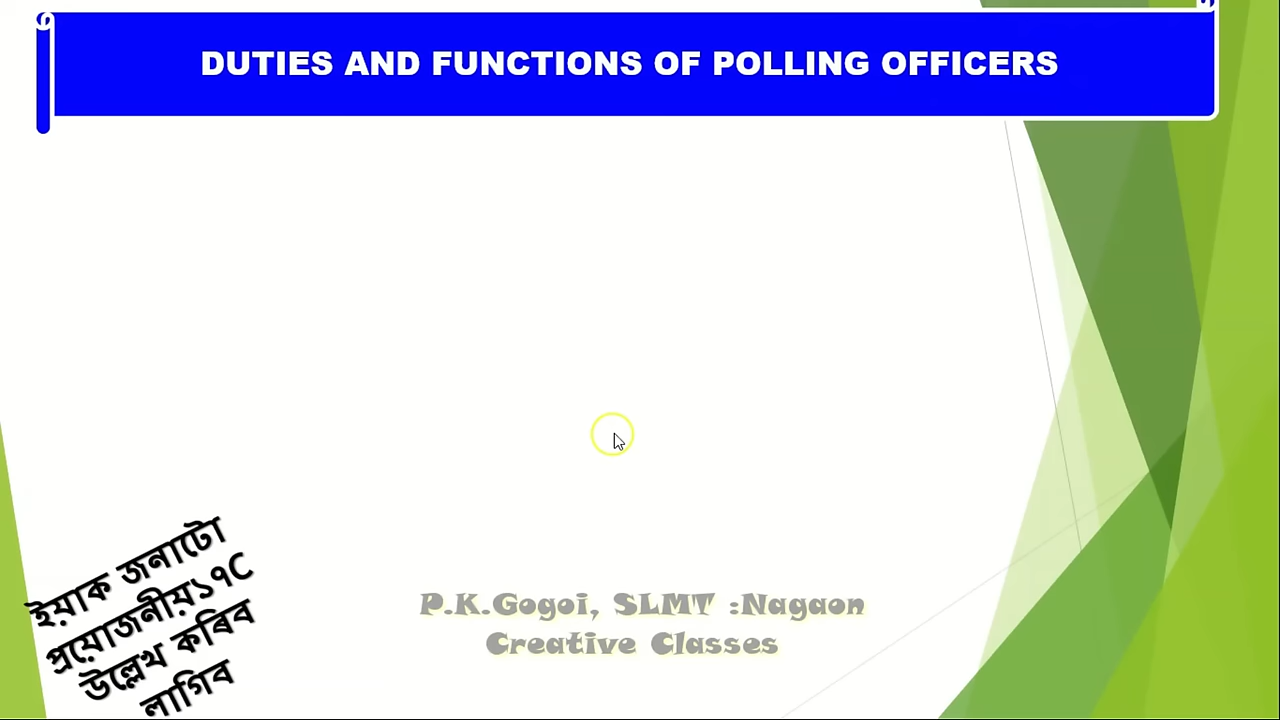 DUTIES AND FUNCTIONS OF POLLING OFFICERS
ইয়াক জনাটো
প্ৰয়োজনীয়১৭C
উল্লেখ কৰিব
লাগিব
P.K.Gogoi, SLMT :Nagaon
Creative Classes